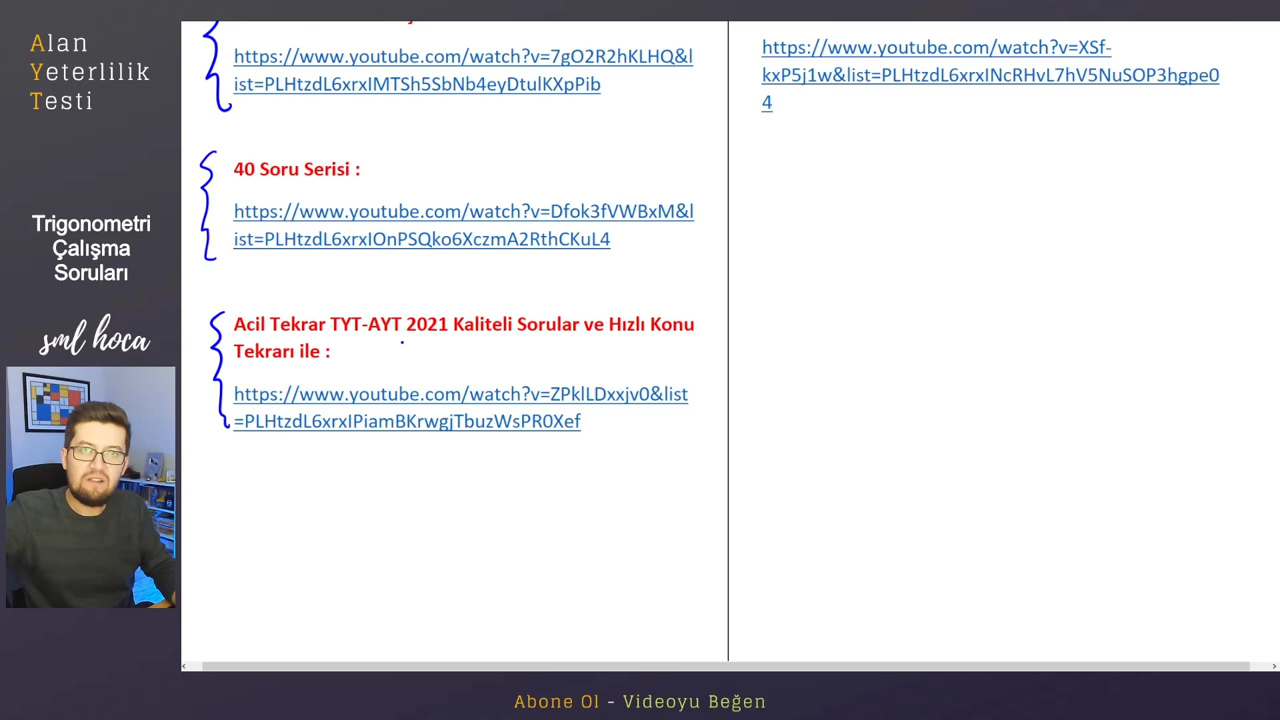 Alan
Yeterlilik
Testi
Trigonometri
Çalışma
Soruları
sml hoca
https://www.youtube.com/watch?v=7gO2R2hKLHQ&l
ist=PLHtzdL6xrxIMTSh5SbNb4eyDtulKXpPib
40 Soru Serisi :
https://www.youtube.com/watch?v=Dfok3fVWBxM&l
ist=PLHtzdL6xrxIOnPSQko6XczmA2RthCKuL4
Acil Tekrar TYT-AYT 2021 Kaliteli Sorular ve Hızlı Konu
Tekrarı ile :
https://www.youtube.com/watch?v=ZPklLDxxjv0&list
=PLHtzdL6xrxIPiamBKrwgjTbuzWsPR0Xef
https://www.youtube.com/watch?v=XSf-
kxP5j1w&list=PLHtzdL6xrxINcRHvL7hV5NuSOP3hgpe0
4
Abone Ol - Videoyu Beğen